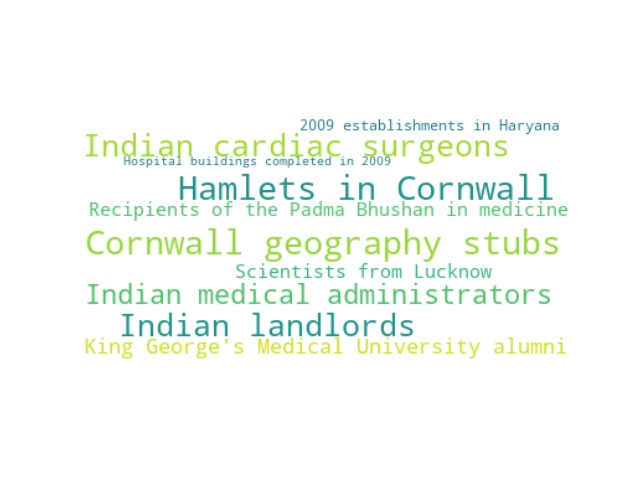 2009 establishments in Haryana
Indian cardiac surgeons
Hospital buildings completed in 2009
Hamlets in Cornwall
Recipients of the Padma Bhushan in medicine
Cornwall geography stubs
Scientists from Lucknow
Indian medical administrators
Indian landlords
King George's Medical University alumni